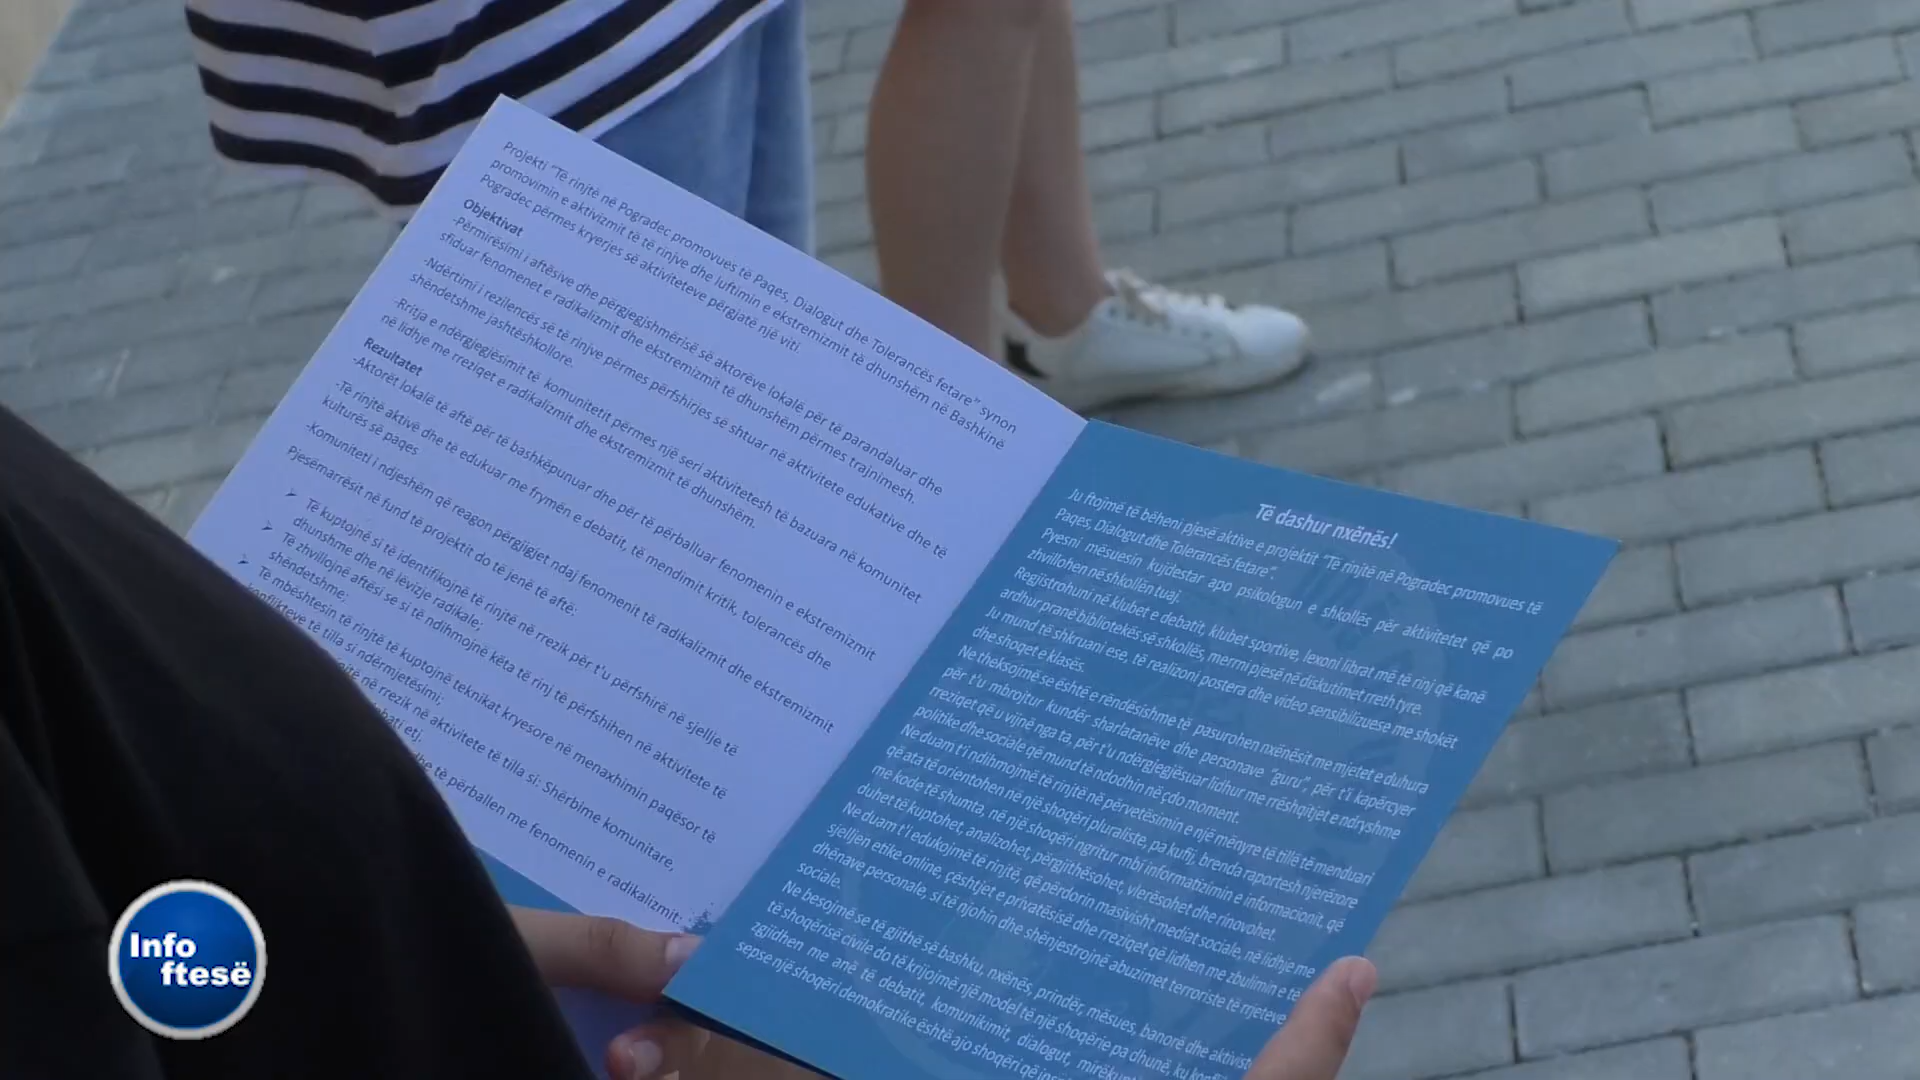 Projekti "Të rinjtë në Pogradec promovues të Paqes, Dialogut dhe Tolerancës fetare" synon
promovimin e aktivizmit të të rinjve dhe luftimin e ekstremizmit të dhunshëm në Bashkinë
Pogradec përmes kryerjes së aktiviteteve përgjatë një viti
Objektivat
-Përmirësimi i aftësive dhe përgjegjshmërisë së aktorëve lokalë për të parandaluar dhe
sfiduar fenomenet e radikalizmit dhe ekstremizmit të dhunshëm përmes trajnimesh.
-Ndërtimi i rezilencës së të rinjve përmes përfshirjes së shtuar në aktivitete edukative dhe të
shëndetshme jashtëshkollore.
-Rritja e ndërgjegjësimit të komunitetit përmes një seri aktivitetesh të bazuara në komunitet
në lidhje me rreziqet e radikalizmit dhe ekstremizmit të dhunshëm.
Rezultatet
-Aktorët lokalë të aftë për të bashkëpunuar dhe për të përballuar fenomenin e ekstremizmit
-Të rinjtë aktivë dhe të edukuar me frymën e debatit, të mendimit kritik, tolerancës dhe
kulturës së paqes
-Komuniteti i ndjeshëm që reagon përgjigjet ndaj fenomenit të radikalizmit dhe ekstremizmit
Pjesëmarrësit në fund të projektit do të jenë të aftë:
➢ Të kuptojnë si të identifikojnë të rinjtë në rrezik për t'u përfshirë në sjellje të
dhunshme dhe në lëvizje radikale;
➢ Të zhvillojnë aftësi se si të ndihmojnë këta të rinj të përfshihen në aktivitete të
shëndetshme;
➢ Të mbështesin të rinjtë të kuptojnë teknikat kryesore në menaxhimin paqësor të
konflikteve të tilla si ndërmjetësimi;
në rrezik në aktivitete të tilla si: Shërbime komunitare,
debati etj.
dhe të përballen me fenomenin e radikalizmit:
Të dashur nxënës!
Ju ftojmë të bëheni pjesë aktive e projektit "Të rinjtë në Pogradec promovues të
Paqes, Dialogut dhe Tolerancës fetare".
Pyesni mësuesin kujdestar apo psikologun e shkollës për aktivitetet që po
zhvillohen në shkollën tuaj.
Regjistrohuni në klubet e debatit, klubet sportive, lexoni librat më të rinj që kanë
ardhur pranë bibliotekës së shkollës, merrni pjesë në diskutimet rreth tyre.
Ju mund të shkruani ese, të realizoni postera dhe video sensibilizuese me shokët
dhe shoqet e klasës.
Ne theksojmë se është e rëndësishme të pasurohen nxënësit me mjetet e duhura
për t'u mbrojtur kundër sharlatanëve dhe personave "guru", për t'i kapërcyer
rreziqet që u vijnë nga ta, për t'u ndërgjegjësuar lidhur me rrëshqitjet e ndryshme
politike dhe sociale që mund të ndodhin në çdo moment.
Ne duam t'i ndihmojmë të rinjtë në përvetësimin e një mënyre të tillë të menduari
që ata të orientohen në një shoqëri pluraliste, pa kufij, brenda raportesh njerëzore
me kode të shumta, në një shoqëri ngritur mbi informatizimin e informacionit, që
duhet të kuptohet, analizohet, përgjithësohet, vlerësohet dhe rinovohet.
Ne duam t'i edukojmë të rinjtë, që përdorin masivisht mediat sociale, në lidhje me
sjelljen etike online, çështjet e privatësisë dhe rreziqet që lidhen me zbulimin e të
dhënave personale, si të njohin dhe shënjestrojnë abuzimet terroriste të rrjeteve
sociale.
Ne besojmë se të gjithë së bashku, nxënës, prindër, mësues, banorë dhe aktivistë
të shoqërisë civile do të krijojmë një model të një shoqërie pa dhunë, ku
zgjidhen me anë të debatit, komunikimit, dialogut,
sepse një shoqëri demokratike është ajo shoqëri që
Info
ftesë